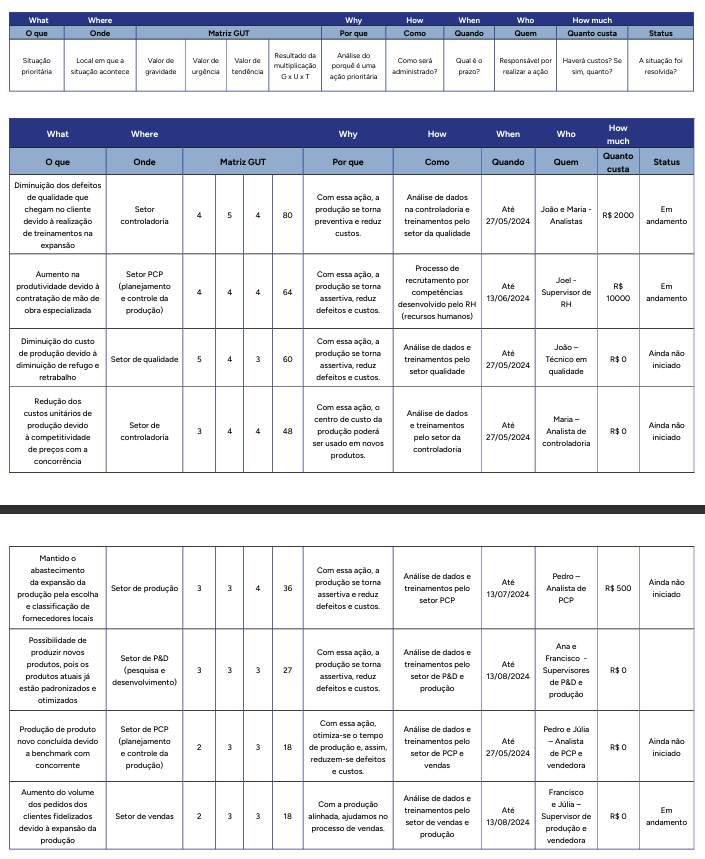 What Where Why How When Who How much
O que Onde Matriz GUT Por que Como Quando Quem Quanto custa Status
Situação
prioritária
Local em que a
situação acontece
Valor de
gravidade
Valor de
urgência
Valor de
tendência
Resultado da
multiplicação
G x U x T
Análise do
porquê é uma
ação prioritária
Como será
administrado?
Qual é o
prazo?
Responsável por
realizar a ação
Haverá custos? Se
sim, quanto?
A situação foi
resolvida?
What Where Why How When Who How
much
O que Onde Matriz GUT Por que Como Quando Quem Quanto
custa
Status
Diminuição dos defeitos
de qualidade que
chegam no cliente
devido à realização
de treinamentos na
expansão
Setor
controladoria
4 5 4 80
Com essa ação, a
produção se torna
preventiva e reduz
custos.
Análise de dados
na controladoria e
treinamentos pelo
setor da qualidade
Até
27/05/2024
João e Maria -
Analistas
R$ 2000
Em
andamento
Aumento na
produtividade devido à
contratação de mão de
obra especializada
Setor PCP
(planejamento
e controle da
produção)
4 4 4 64
Com essa ação, a
produção se torna
assertiva, reduz
defeitos e custos.
Processo de
recrutamento por
competências
desenvolvido pelo RH
(recursos humanos)
Até
13/06/2024
Joel -
Supervisor de
RH
R$
10000
Em
andamento
Diminuição do custo
de produção devido à
diminuição de refugo e
retrabalho
Setor de qualidade
5 4 3 60
Com essa ação, a
produção se torna
assertiva, reduz
defeitos e custos.
Análise de dados e
treinamentos pelo
setor qualidade
Até
27/05/2024
João –
Técnico em
qualidade
R$ 0
Ainda não
iniciado
Redução dos
custos unitários de
produção devido
à competitividade
de preços com a
concorrência
Setor de
controladoria
3 4 4 48
Com essa ação, o
centro de custo da
produção poderá
ser usado em novos
produtos.
Análise de dados
e treinamentos
pelo setor da
controladoria
Até
27/05/2024
Maria –
Analista de
controladoria
R$ 0
Ainda não
iniciado
Mantido o
abastecimento
da expansão da
produção pela escolha
e classificação de
fornecedores locais
Setor de produção
3 3 4 36
Com essa ação, a
produção se torna
assertiva e reduz
defeitos e custos.
Análise de dados e
treinamentos pelo
setor PCP
Até
13/07/2024
Pedro –
Analista de
PCP
R$ 500
Ainda não
iniciado
Possibilidade de
produzir novos
produtos, pois os
produtos atuais já
estão padronizados e
otimizados
Setor de P&D
(pesquisa e
desenvolvimento)
3 3 3 27
Com essa ação, a
produção se torna
assertiva, reduz
defeitos e custos.
Análise de dados e
treinamentos pelo
setor de P&D e
produção
Até
13/08/2024
Ana e
Francisco -
Supervisores
de P&D e
produção
R$ 0
Produção de produto
novo concluída devido
a benchmark com
concorrente
Setor de PCP
(planejamento
e controle da
produção)
2 3 3 18
Com essa ação,
otimiza-se o tempo
de produção e, assim,
reduzem-se defeitos
e custos.
Análise de dados e
treinamentos pelo
setor de PCP e
vendas
Até
27/05/2024
Pedro e Júlia
– Analista
de PCP e
vendedora
R$ 0
Ainda não
iniciado
Aumento do volume
dos pedidos dos
clientes fidelizados
devido à expansão da
produção
Setor de vendas
2 3 3 18
Com a produção
alinhada, ajudamos no
processo de vendas.
Análise de dados e
treinamentos pelo
setor de vendas e
produção
Até
13/08/2024
Francisco
e Júlia –
Supervisor de
produção e
vendedora
R$ 0
Em
andamento